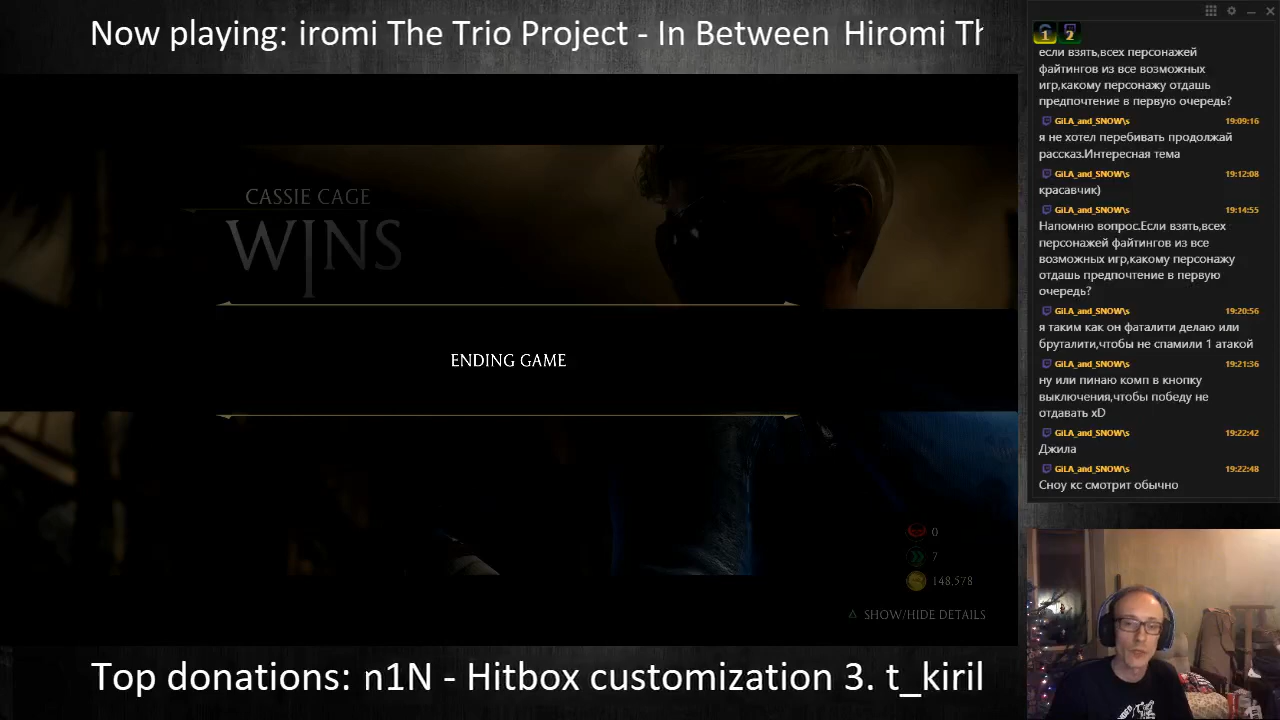 Now playing: iromi The Trio Project - In Between Hiromi Th
CASSIE CAGE
WINS
ENDING GAME
0
7
148,578
△ SHOW/HIDE DETAILS
Top donations: n1N - Hitbox customization 3. t_kiril
1 2
если взять,всех персонажей
файтингов из все возможных
игр,какому персонажу отдашь
предпочтение в первую очередь?
GiLA_and_SNOW\s 19:09:16
я не хотел перебивать продолжай
рассказ.Интересная тема
GiLA_and_SNOW\s 19:12:08
красавчик)
GiLA_and_SNOW\s 19:14:55
Напомню вопрос.Если взять,всех
персонажей файтингов из все
возможных игр,какому персонажу
отдашь предпочтение в первую
очередь?
GiLA_and_SNOW\s 19:20:56
я таким как он фаталити делаю или
бруталити,чтобы не спамили 1 атакой
GiLA_and_SNOW\s 19:21:36
ну или пинаю комп в кнопку
выключения,чтобы победу не
отдавать xD
GiLA_and_SNOW\s 19:22:42
Джила
GiLA_and_SNOW\s 19:22:48
Сноу кс смотрит обычно